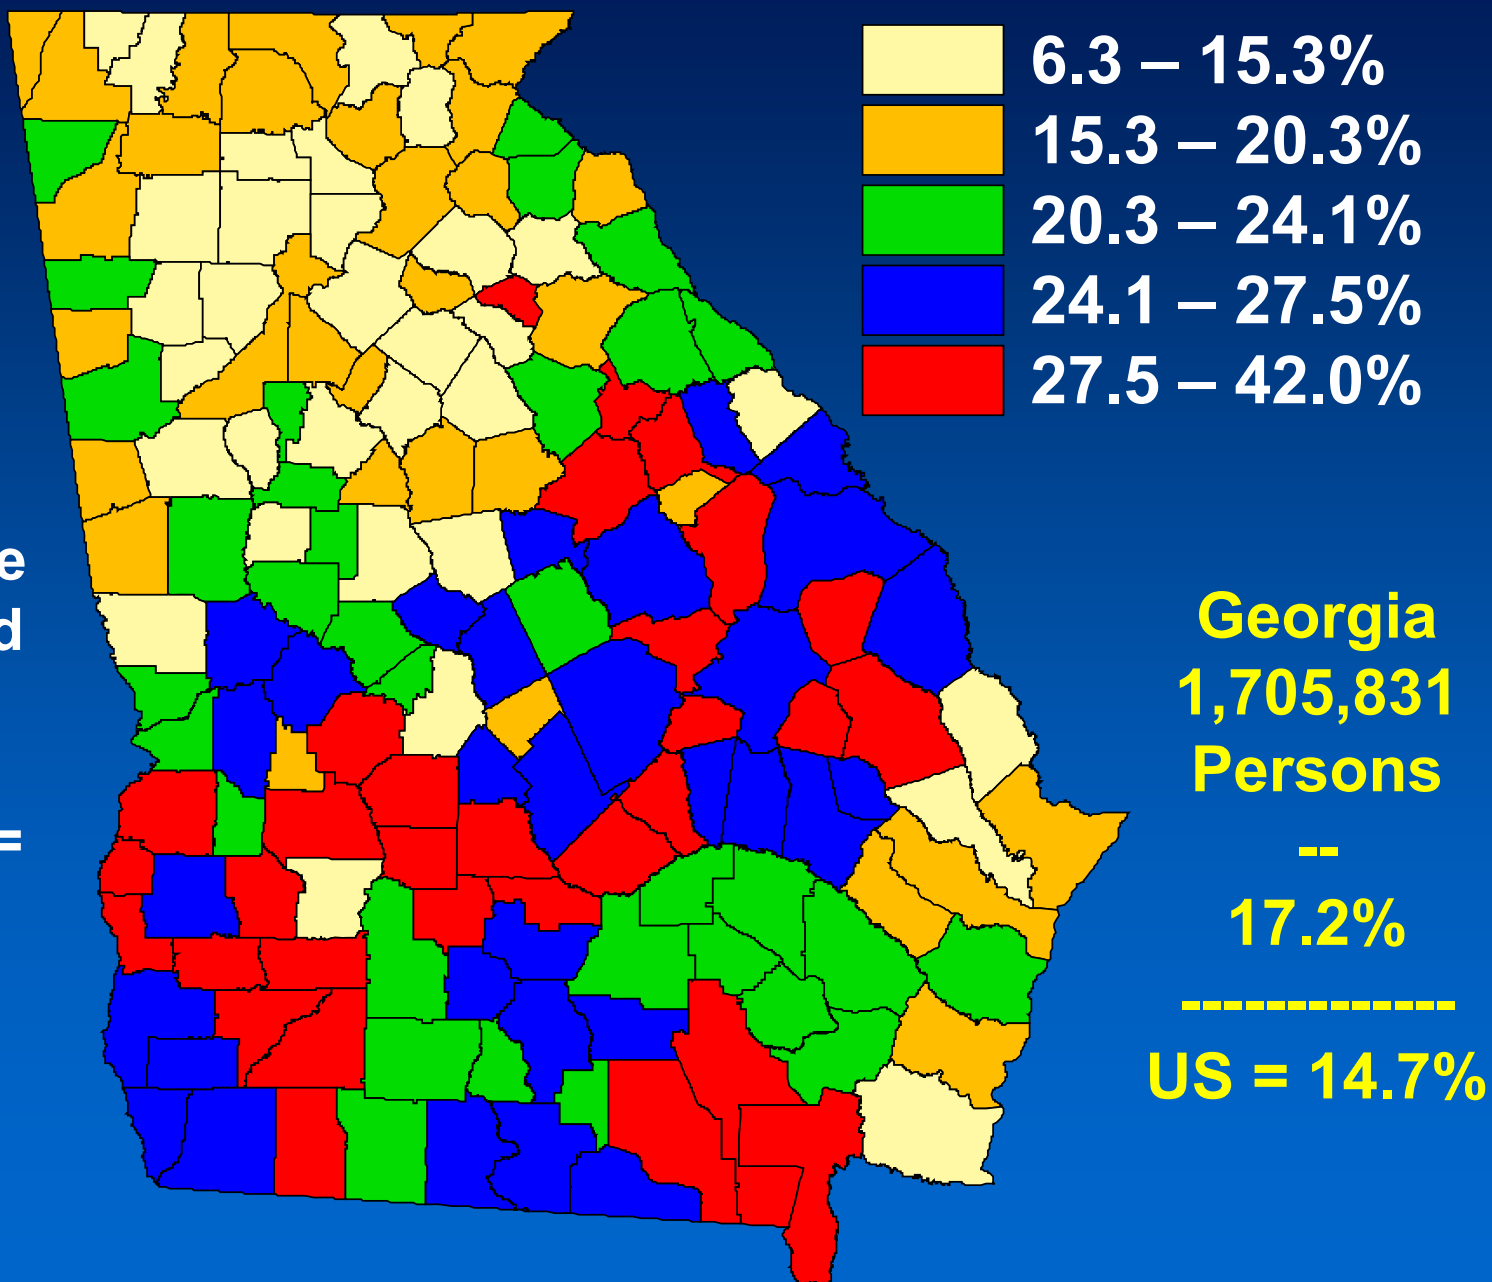 6.3 – 15.3%
15.3 – 20.3%
20.3 – 24.1%
24.1 – 27.5%
27.5 – 42.0%
e
d
=
Georgia
1,705,831
Persons
--
17.2%
-------------
US = 14.7%